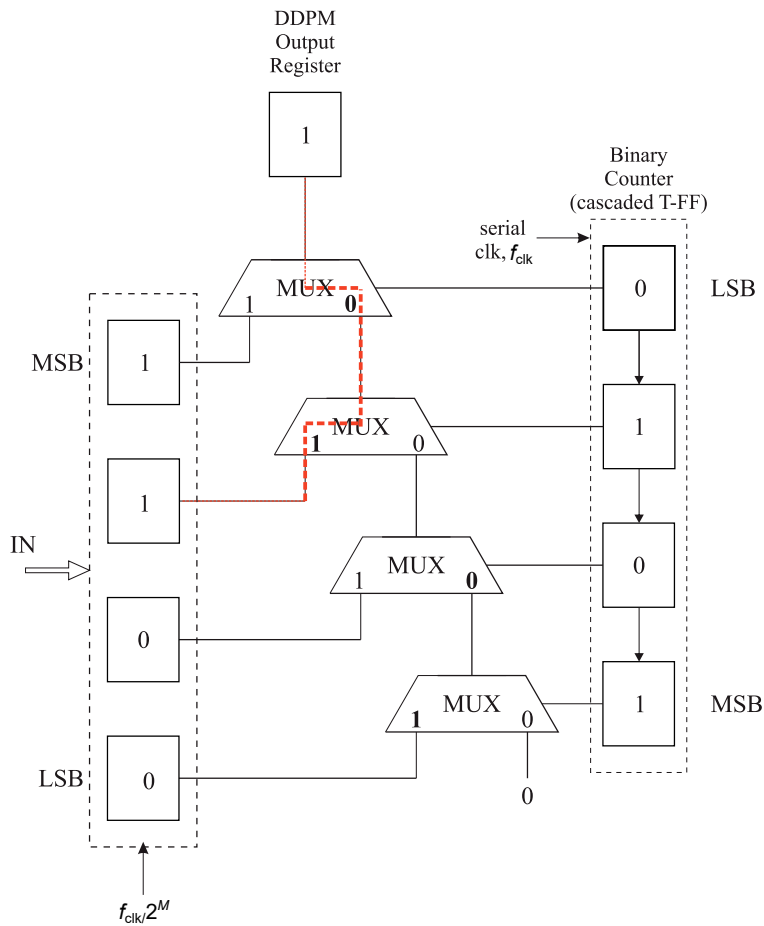 DDPM
Output
Register
1
Binary
Counter
(cascaded T-FF)
serial
clk, fclk
MUX
1 0
0
LSB
MSB
1
MUX
1 0
1
1
IN
MUX
1 0
0
0
MUX
1 0
1
MSB
LSB
0
0
fclk/2^M